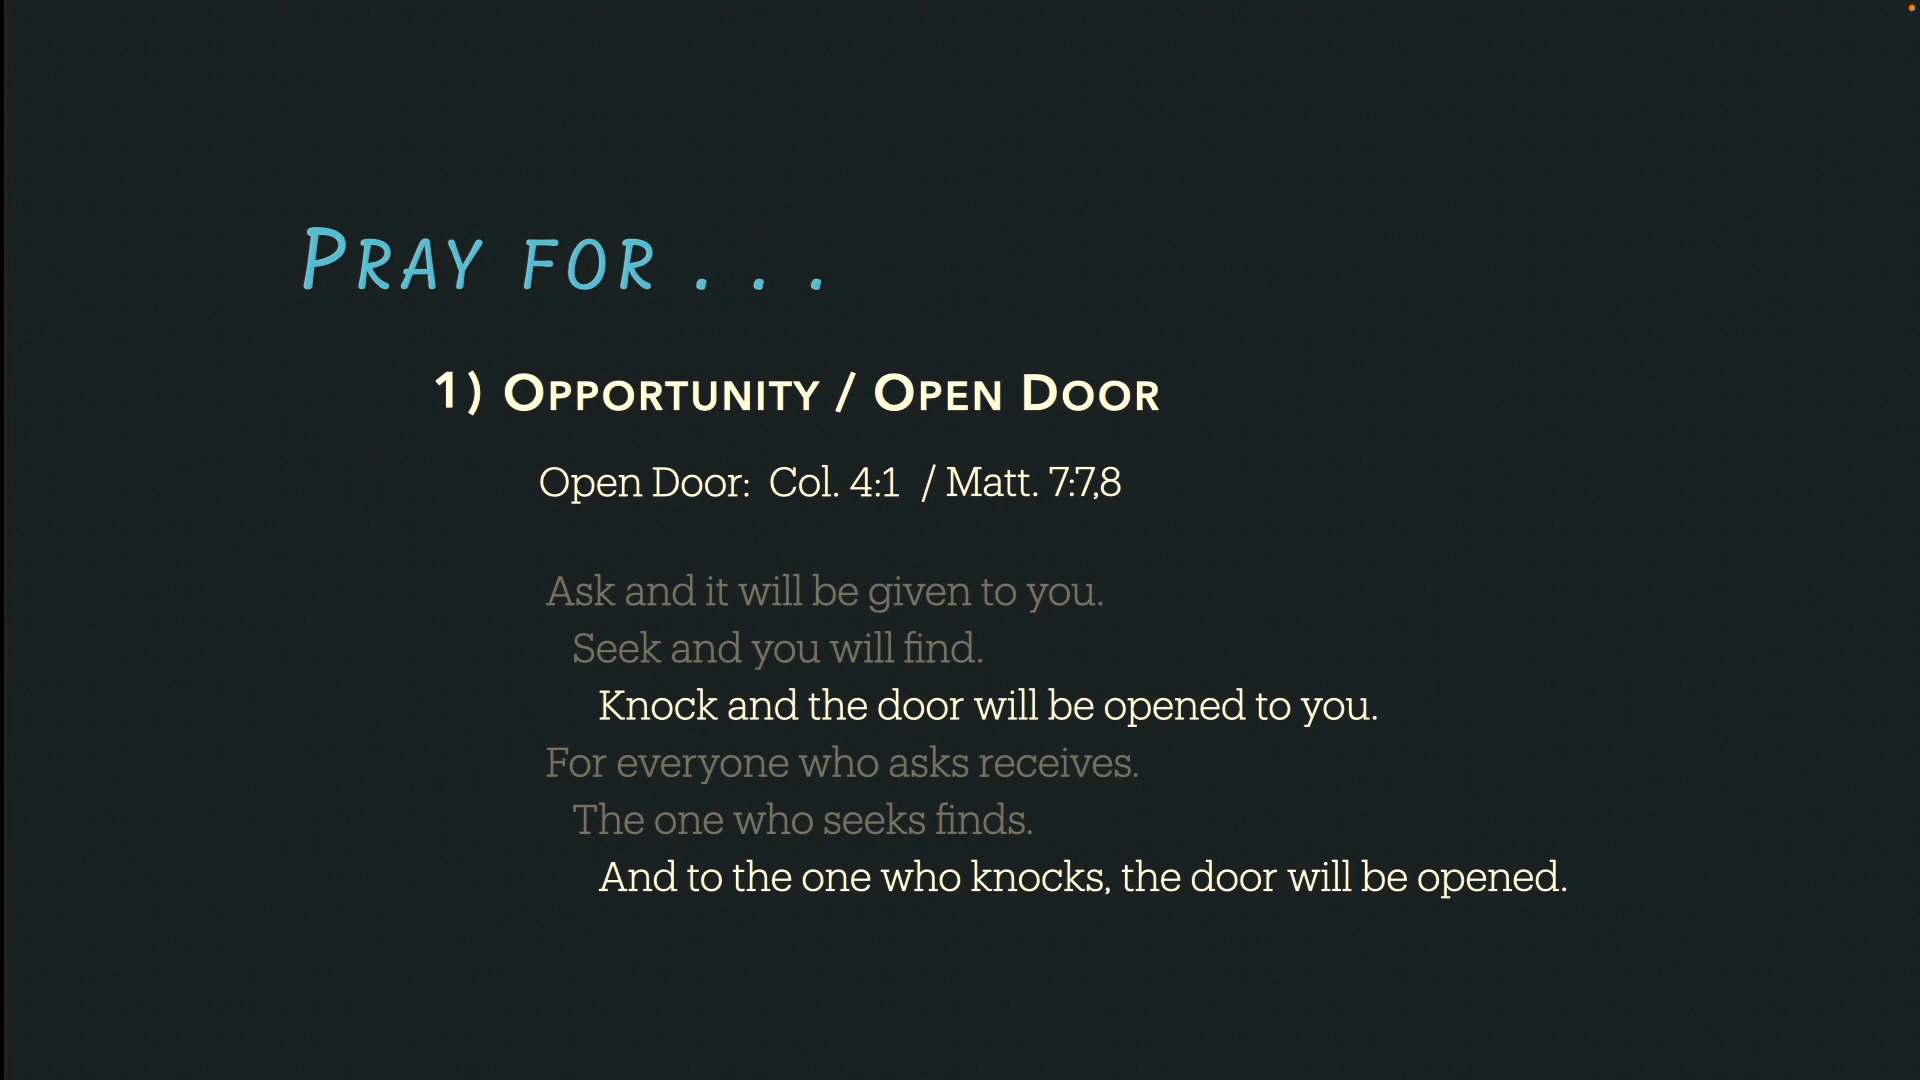 Pray for . . .
1) Opportunity / Open Door
Open Door:  Col. 4:1  / Matt. 7:7,8
Ask and it will be given to you.
Seek and you will find.
Knock and the door will be opened to you.
For everyone who asks receives.
The one who seeks finds.
And to the one who knocks, the door will be opened.